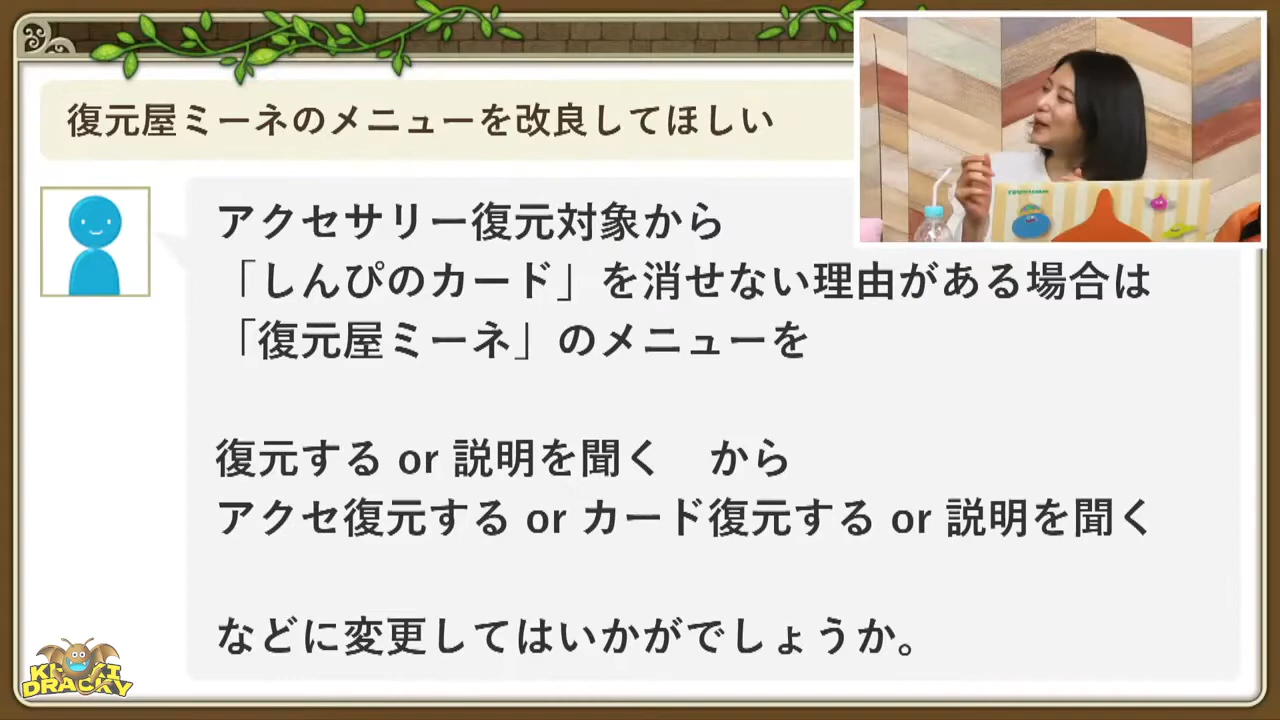 復元屋ミーネのメニューを改良してほしい
アクセサリー復元対象から
「しんぴのカード」を消せない理由がある場合は
「復元屋ミーネ」のメニューを
復元する or 説明を聞く　から
アクセ復元する or カード復元する or 説明を聞く
などに変更してはいかがでしょうか。
DRACKY